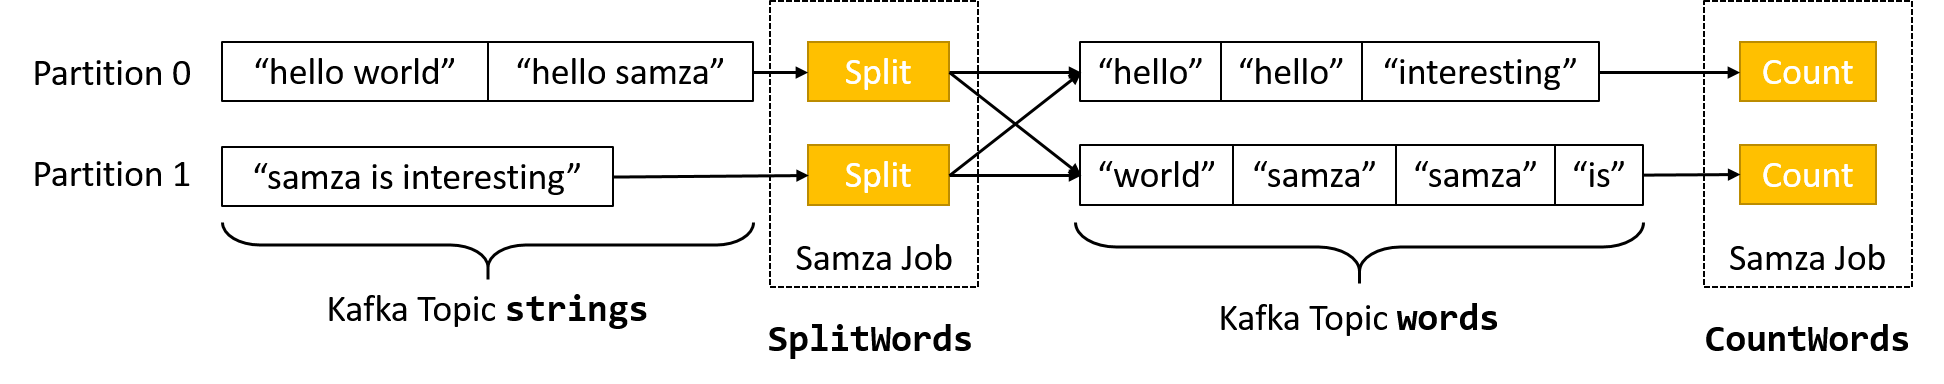 Partition 0 “hello world” “hello samza” Split “hello” “hello” “interesting” Count
Partition 1 “samza is interesting” Split “world” “samza” “samza” “is” Count
Samza Job Samza Job
Kafka Topic strings Kafka Topic words
SplitWords CountWords